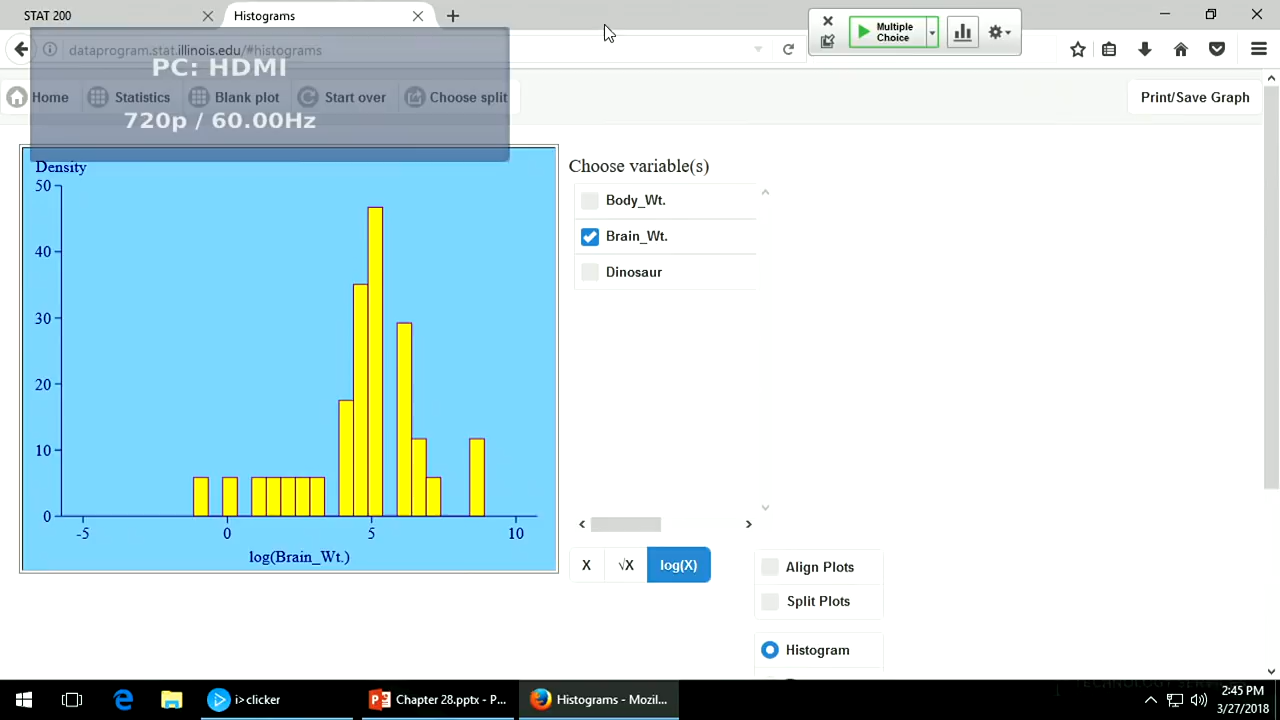 STAT 200
Histograms
Multiple Choice
dataprogram.stat.illinois.edu/#histograms
PC: HDMI
720p / 60.00Hz
Home
Statistics
Blank plot
Start over
Choose split
Print/Save Graph
Density
50
40
30
20
10
0
-5
0
5
10
log(Brain_Wt.)
Choose variable(s)
Body_Wt.
Brain_Wt.
Dinosaur
X
√X
log(X)
Align Plots
Split Plots
Histogram
i>clicker
Chapter 28.pptx - P...
Histograms - Mozil...
2:45 PM
3/27/2018